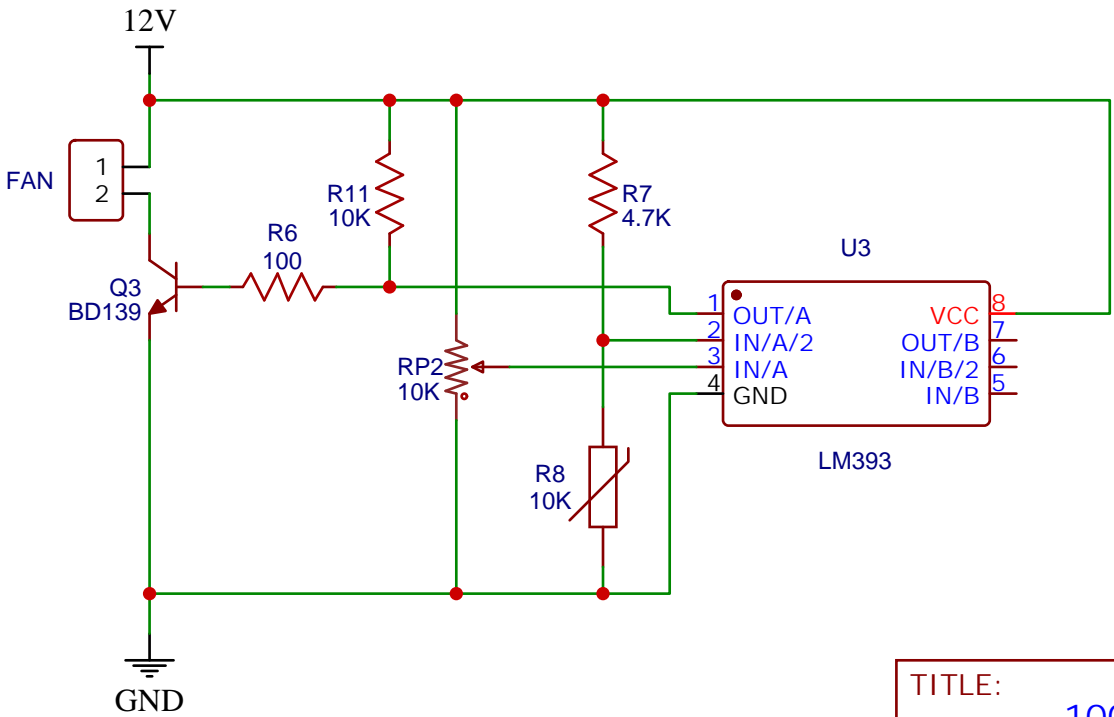 12V
FAN
1
2
R11
10K
R7
4.7K
R6
100
Q3
BD139
U3
1
OUT/A
2
IN/A/2
3
IN/A
4
GND
VCC
8
OUT/B
7
IN/B/2
6
IN/B
5
RP2
10K
LM393
R8
10K
GND
TITLE: